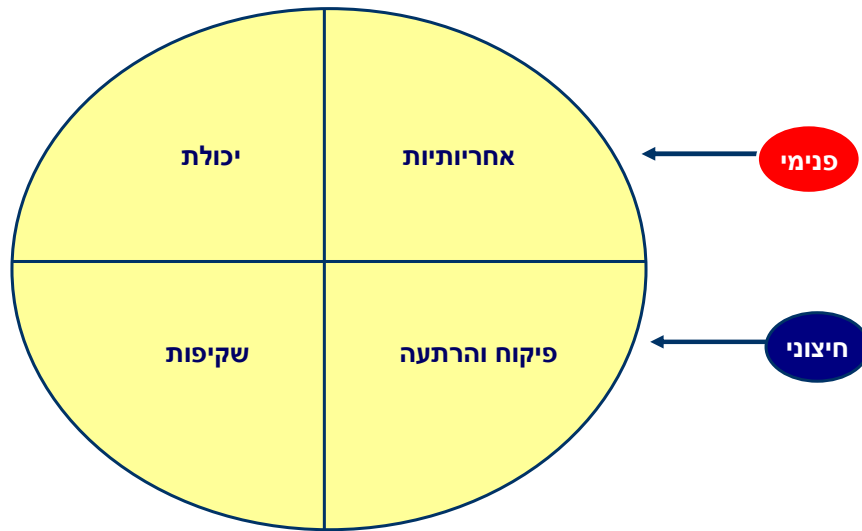 פנימי
אחריותיות
יכולת
חיצוני
פיקוח והרתעה
שקיפות